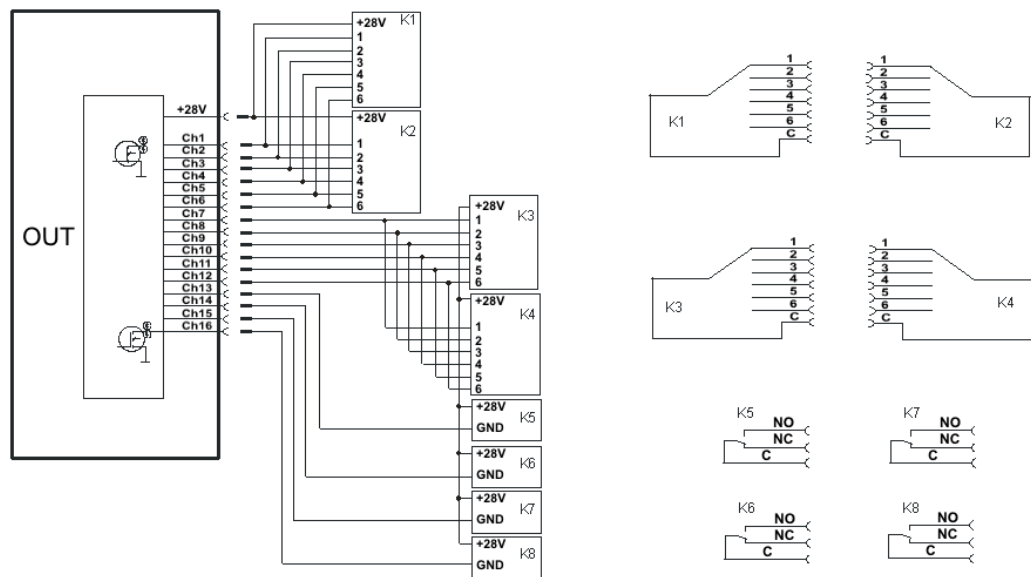 OUT
+28V
Ch1
Ch2
Ch3
Ch4
Ch5
Ch6
Ch7
Ch8
Ch9
Ch10
Ch11
Ch12
Ch13
Ch14
Ch15
Ch16
K1
+28V
1
2
3
4
5
6
K2
+28V
1
2
3
4
5
6
K3
+28V
1
2
3
4
5
6
K4
+28V
1
2
3
4
5
6
+28V
K5
GND
+28V
K6
GND
+28V
K7
GND
+28V
K8
GND
K1
1
2
3
4
5
6
C
1
2
3
4
5
6
C
K2
K3
1
2
3
4
5
6
C
1
2
3
4
5
6
C
K4
K5
NO
NC
C
K7
NO
NC
C
K6
NO
NC
C
K8
NO
NC
C